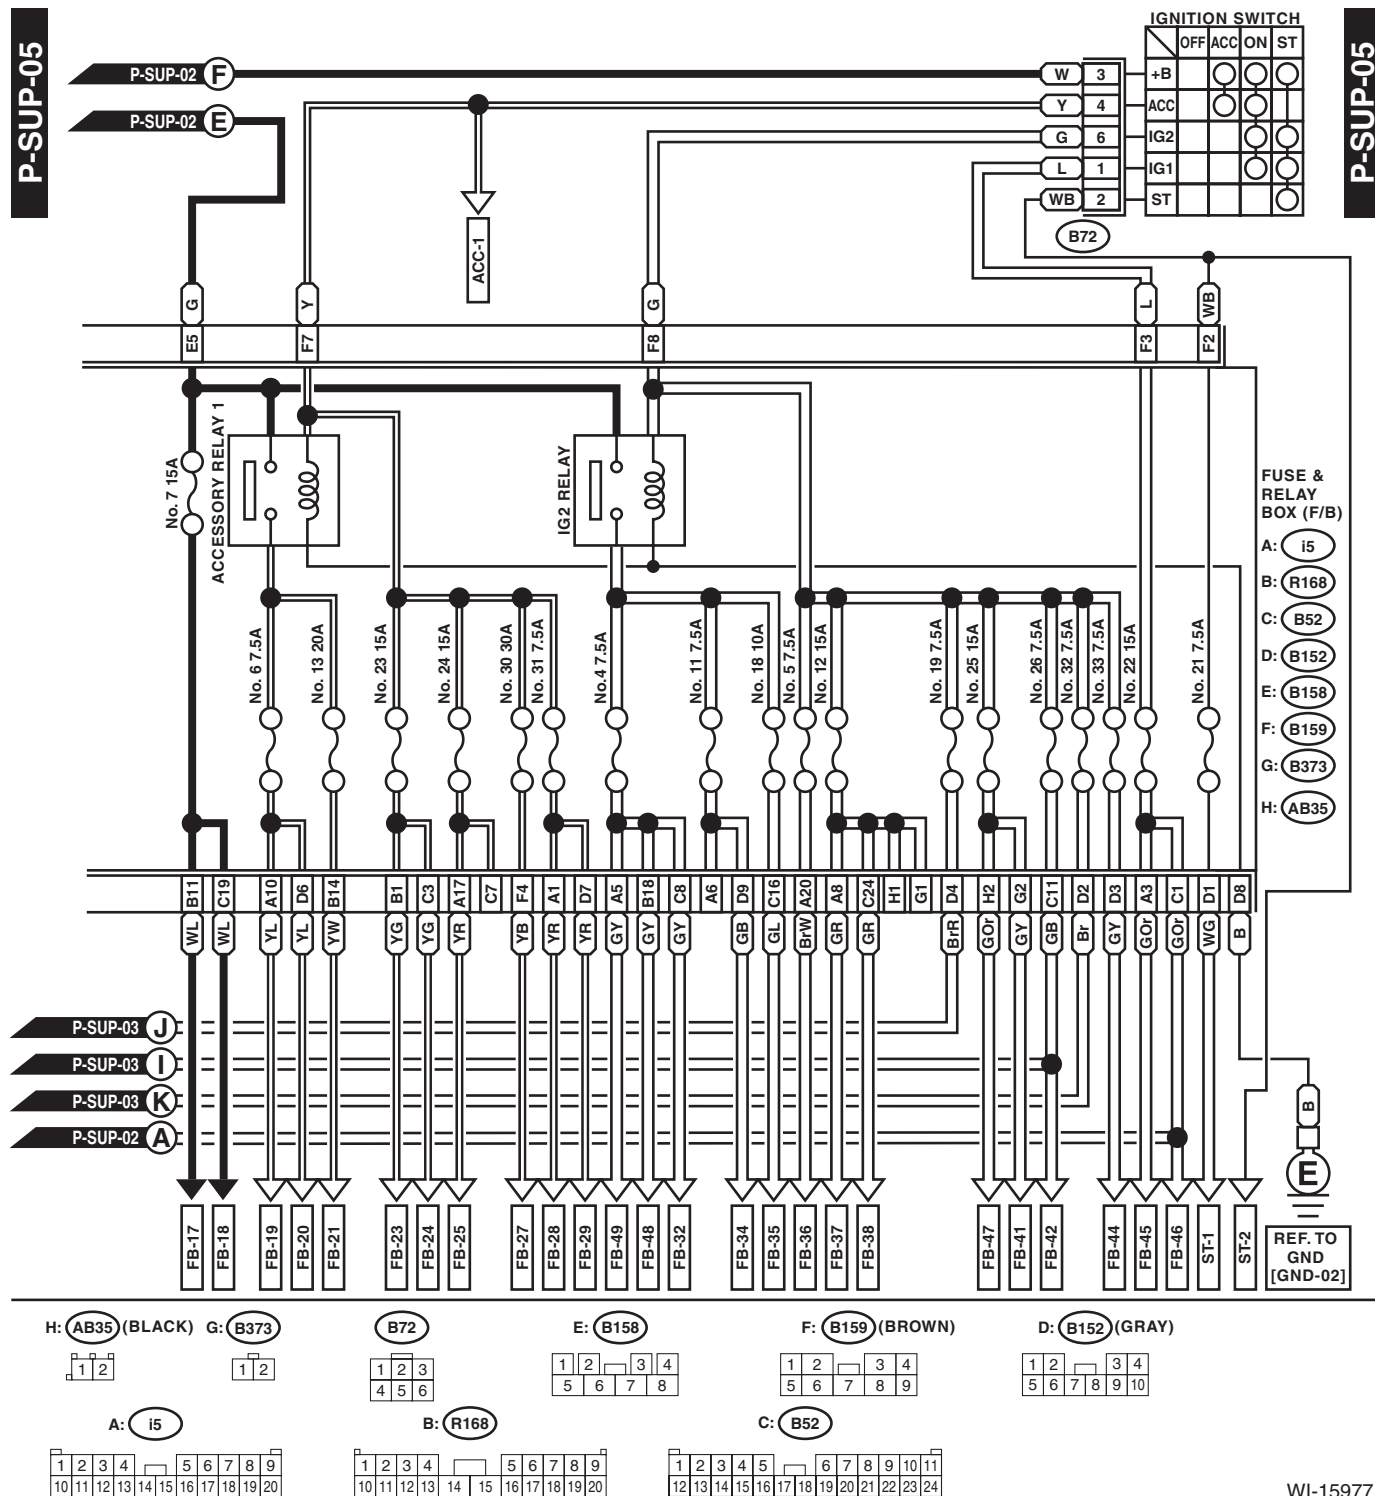 P-SUP-05
P-SUP-05
IGNITION SWITCH
OFF ACC ON ST
P-SUP-02 F
W 3 +B
P-SUP-02 E
Y 4 ACC
G 6 IG2
L 1 IG1
WB 2 ST
B72
ACC-1
G Y G L WB
E5 F7 F8 F3 F2
No. 7 15A
ACCESSORY RELAY 1
IG2 RELAY
FUSE &
RELAY
BOX (F/B)
A: i5
B: R168
C: B52
D: B152
E: B158
F: B159
G: B373
H: AB35
No. 6 7.5A
No. 13 20A
No. 23 15A
No. 24 15A
No. 30 30A
No. 31 7.5A
No.4 7.5A
No. 11 7.5A
No. 18 10A
No. 5 7.5A
No. 12 15A
No. 19 7.5A
No. 25 15A
No. 26 7.5A
No. 32 7.5A
No. 33 7.5A
No. 22 15A
No. 21 7.5A
B11 C19 A10 D6 B14 B1 C3 A17 C7 F4 A1 D7 A5 B18 C8 A6 D9 C16 A20 A8 C24 H1 G1 D4 H2 G2 C11 D2 D3 A3 C1 D1 D8
WL WL YL YL YW YG YG YR YB YR YR GY GY GY GB GL BrW GR GR BrR GOr GY GB Br GY GOr GOr WG B
P-SUP-03 J
P-SUP-03 I
P-SUP-03 K
P-SUP-02 A
B
E
FB-17 FB-18 FB-19 FB-20 FB-21 FB-23 FB-24 FB-25 FB-27 FB-28 FB-29 FB-49 FB-48 FB-32 FB-34 FB-35 FB-36 FB-37 FB-38 FB-47 FB-41 FB-42 FB-44 FB-45 FB-46 ST-1 ST-2
REF. TO
GND
[GND-02]
H: AB35 (BLACK) G: B373 B72 E: B158 F: B159 (BROWN) D: B152 (GRAY)
1 2 1 2 1 2 3 1 2 3 4 1 2 3 4 1 2 3 4
4 5 6 5 6 7 8 5 6 7 8 9 5 6 7 8 9 10
A: i5 B: R168 C: B52
1 2 3 4 5 6 7 8 9 1 2 3 4 5 6 7 8 9 1 2 3 4 5 6 7 8 9 10 11
10 11 12 13 14 15 16 17 18 19 20 10 11 12 13 14 15 16 17 18 19 20 12 13 14 15 16 17 18 19 20 21 22 23 24
WI-15977